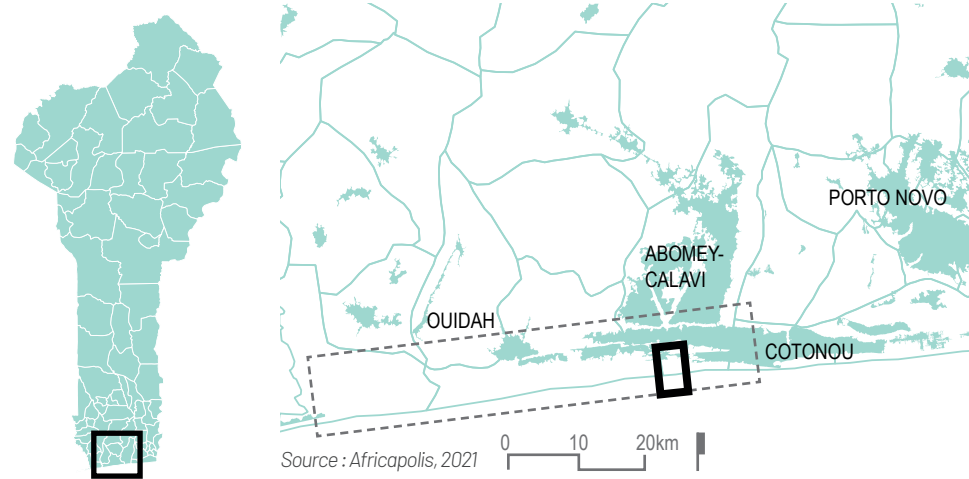 PORTO NOVO
ABOMEY-
CALAVI
OUIDAH
COTONOU
0 10 20km
Source : Africapolis, 2021